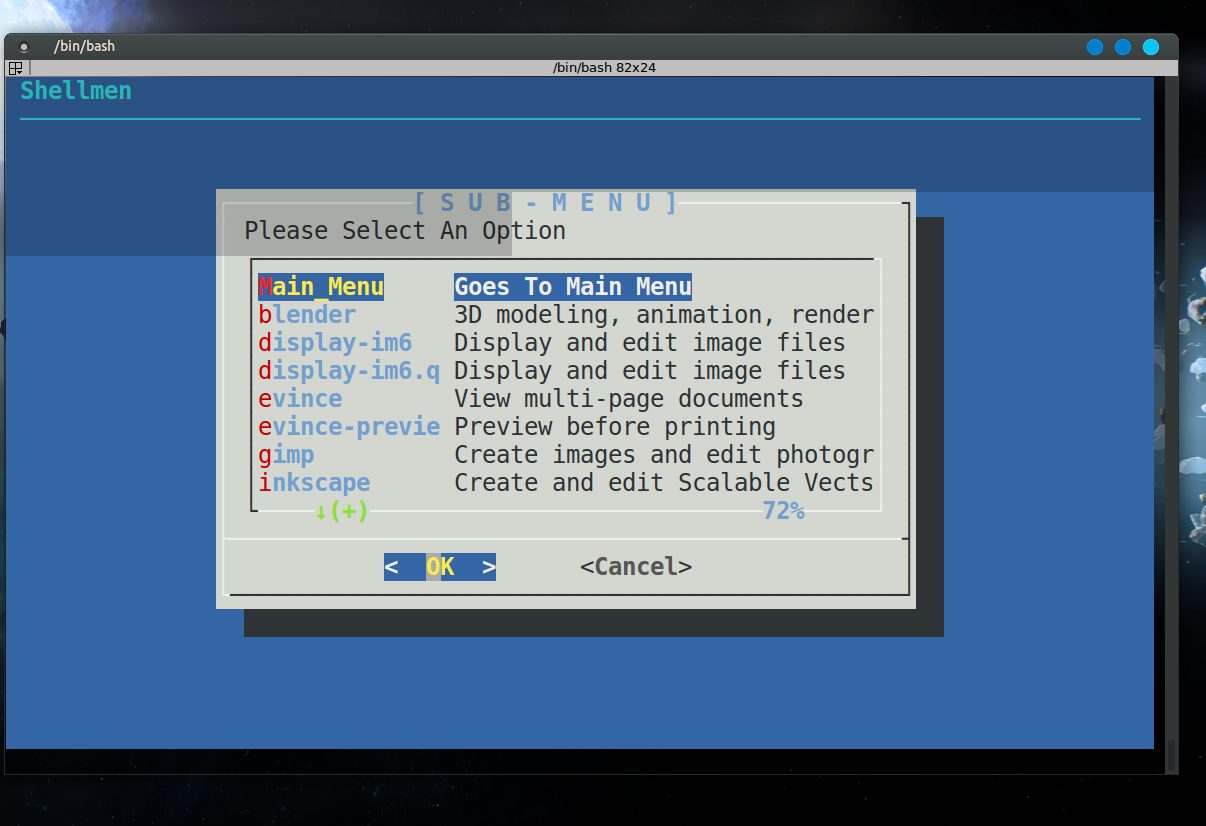 /bin/bash
/bin/bash 82x24
Shellmen
[ S U B - M E N U ]
Please Select An Option
Main_Menu Goes To Main Menu
blender 3D modeling, animation, render
display-im6 Display and edit image files
display-im6.q Display and edit image files
evince View multi-page documents
evince-previe Preview before printing
gimp Create images and edit photogr
inkscape Create and edit Scalable Vects
↓(+) 72%
< OK > <Cancel>